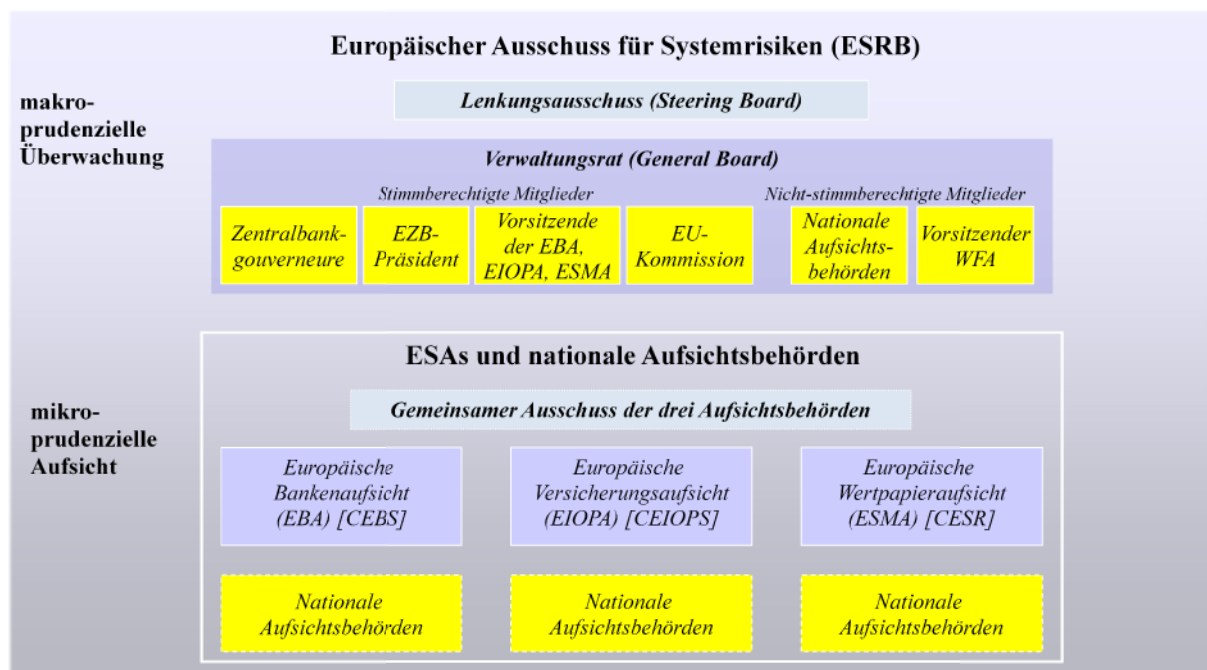 Europäischer Ausschuss für Systemrisiken (ESRB)
makro-
prudenzielle
Überwachung
Lenkungsausschuss (Steering Board)
Verwaltungsrat (General Board)
Stimmberechtigte Mitglieder
Nicht-stimmberechtigte Mitglieder
Zentralbank-
gouverneure
EZB-
Präsident
Vorsitzende
der EBA,
EIOPA, ESMA
EU-
Kommission
Nationale
Aufsichts-
behörden
Vorsitzender
WFA
ESAs und nationale Aufsichtsbehörden
mikro-
prudenzielle
Aufsicht
Gemeinsamer Ausschuss der drei Aufsichtsbehörden
Europäische
Bankenaufsicht
(EBA) [CEBS]
Europäische
Versicherungsaufsicht
(EIOPA) [CEIOPS]
Europäische
Wertpapieraufsicht
(ESMA) [CESR]
Nationale
Aufsichtsbehörden
Nationale
Aufsichtsbehörden
Nationale
Aufsichtsbehörden